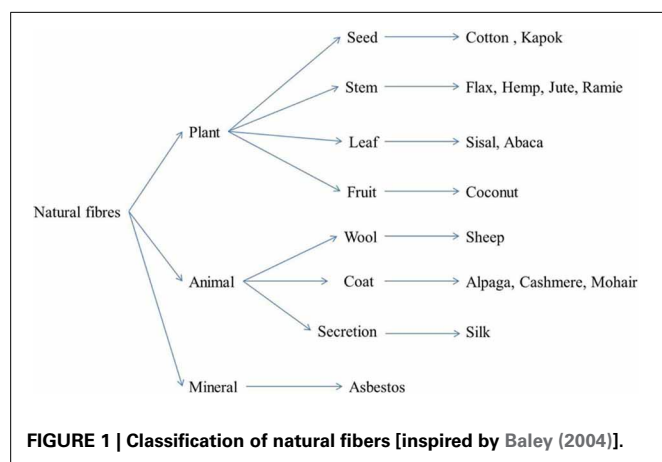 Seed Cotton , Kapok
Stem Flax, Hemp, Jute, Ramie
Plant
Leaf Sisal, Abaca
Fruit Coconut
Natural fibres
Wool Sheep
Animal Coat Alpaga, Cashmere, Mohair
Secretion Silk
Mineral Asbestos
FIGURE 1 | Classification of natural fibers [inspired by Baley (2004)].